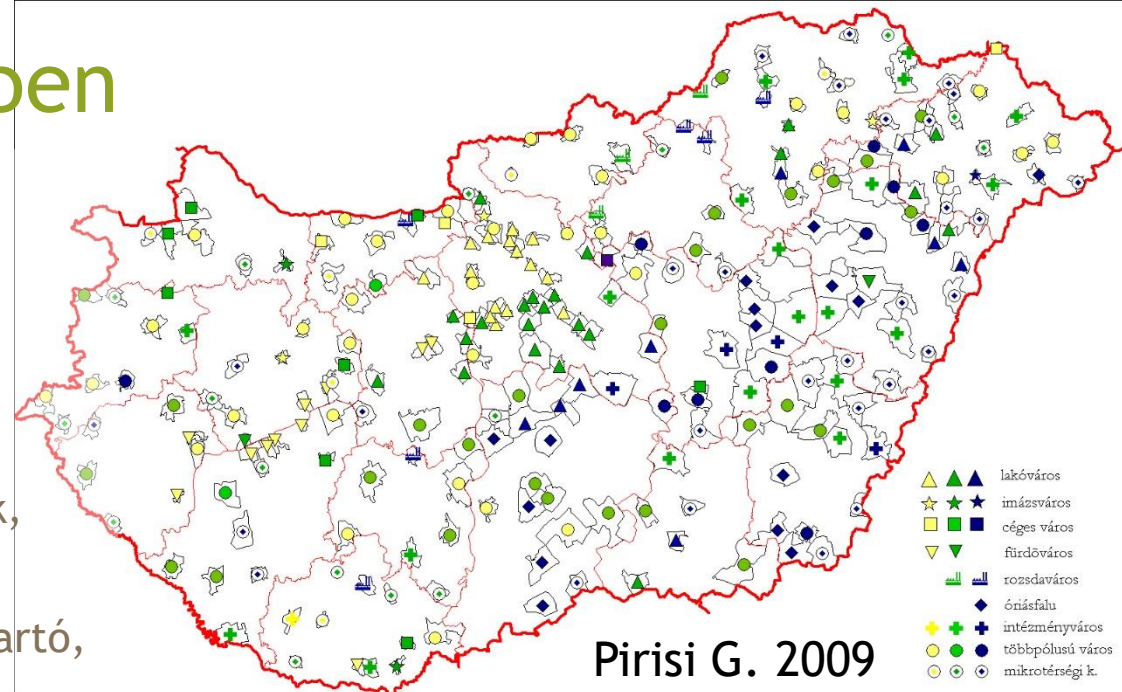 ben
k,
artó,
lakóváros
imázsváros
céges város
fürdőváros
rozsdaváros
óriásfalu
intézményváros
többpólusú város
mikrotérségi k.
Pirisi G. 2009